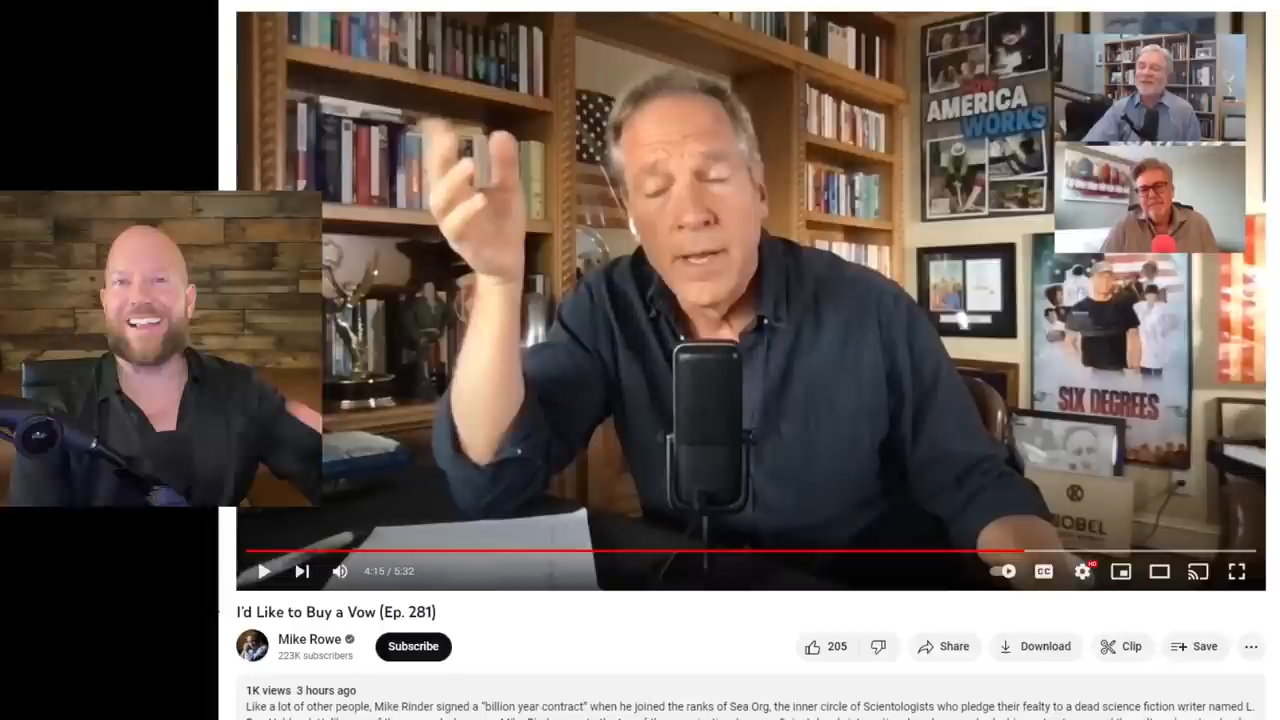 AMERICA
WORKS
SIX DEGREES
NOBEL
4:15 / 5:32
CC
HD
I'd Like to Buy a Vow (Ep. 281)
Mike Rowe
223K subscribers
Subscribe
205
Share
Download
Clip
Save
1K views 3 hours ago
Like a lot of other people, Mike Rinder signed a "billion year contract" when he joined the ranks of Sea Org, the inner circle of Scientologists who pledge their fealty to a dead science fiction writer named L.